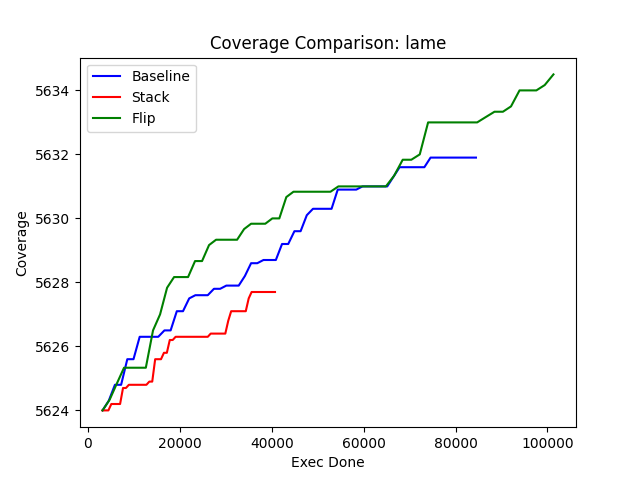 Coverage Comparison: lame
Baseline
Stack
Flip
5634
5632
5630
5628
5626
5624
Coverage
0 20000 40000 60000 80000 100000
Exec Done